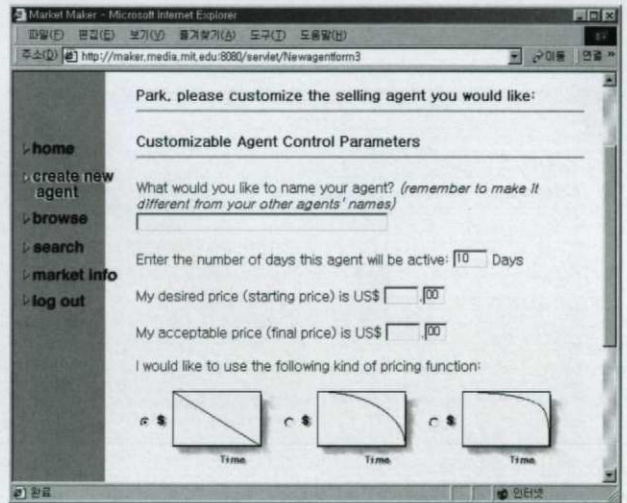 Market Maker - Microsoft Internet Explorer
파일(F) 편집(E) 보기(V) 즐겨찾기(A) 도구(T) 도움말(H)
주소(D) http://maker.media.mit.edu:8080/servlet/Newagentform3 이동 연결 »
home
create new
agent
browse
search
market info
log out
Park, please customize the selling agent you would like:
Customizable Agent Control Parameters
What would you like to name your agent? (remember to make it
different from your other agents' names)
Enter the number of days this agent will be active: 10 Days
My desired price (starting price) is US$ .00
My acceptable price (final price) is US$ .00
I would like to use the following kind of pricing function:
$ $ $
Time Time Time
완료 인터넷